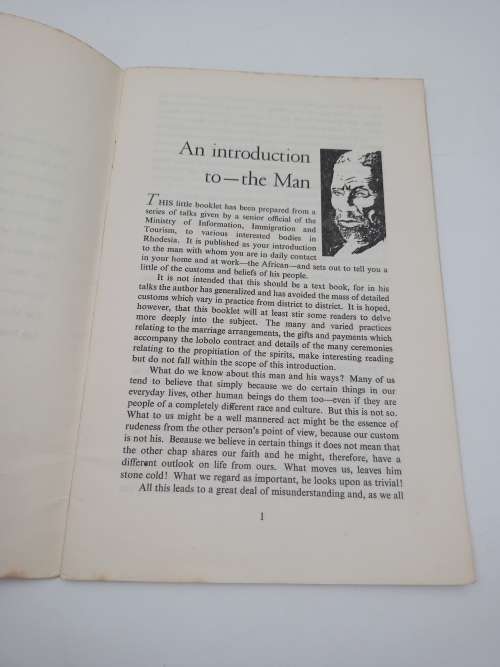 An introduction
to—the Man
THIS little booklet has been prepared from a
series of talks given by a senior official of the
Ministry of Information, Immigration and
Tourism, to various interested bodies in
Rhodesia. It is published as your introduction
to the man with whom you are in daily contact
in your home and at work—the African—and sets out to tell you a
little of the customs and beliefs of his people.
It is not intended that this should be a text book, for in his
talks the author has generalized and has avoided the mass of detailed
customs which vary in practice from district to district. It is hoped,
however, that this booklet will at least stir some readers to delve
more deeply into the subject. The many and varied practices
relating to the marriage arrangements, the gifts and payments which
accompany the lobolo contract and details of the many ceremonies
relating to the propitiation of the spirits, make interesting reading
but do not fall within the scope of this introduction.
What do we know about this man and his ways? Many of us
tend to believe that simply because we do certain things in our
everyday lives, other human beings do them too—even if they are
people of a completely different race and culture. But this is not so.
What to us might be a well mannered act might be the essence of
rudeness from the other person's point of view, because our custom
is not his. Because we believe in certain things it does not mean that
the other chap shares our faith and he might, therefore, have a
different outlook on life from ours. What moves us, leaves him
stone cold! What we regard as important, he looks upon as trivial!
All this leads to a great deal of misunderstanding and, as we all
1